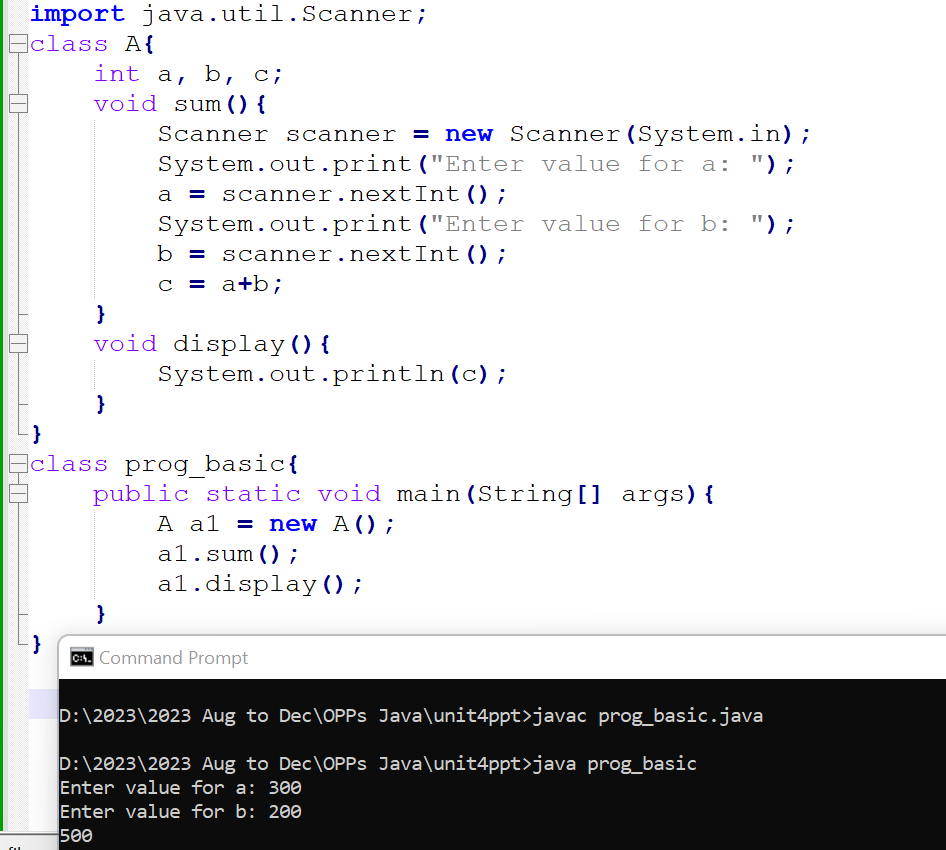 import java.util.Scanner;
class A{
int a, b, c;
void sum(){
Scanner scanner = new Scanner(System.in);
System.out.print("Enter value for a: ");
a = scanner.nextInt();
System.out.print("Enter value for b: ");
b = scanner.nextInt();
c = a+b;
}
void display(){
System.out.println(c);
}
}
class prog_basic{
public static void main(String[] args){
A a1 = new A();
a1.sum();
a1.display();
}
}
Command Prompt
D:\2023\2023 Aug to Dec\OPPs Java\unit4ppt>javac prog_basic.java
D:\2023\2023 Aug to Dec\OPPs Java\unit4ppt>java prog_basic
Enter value for a: 300
Enter value for b: 200
500